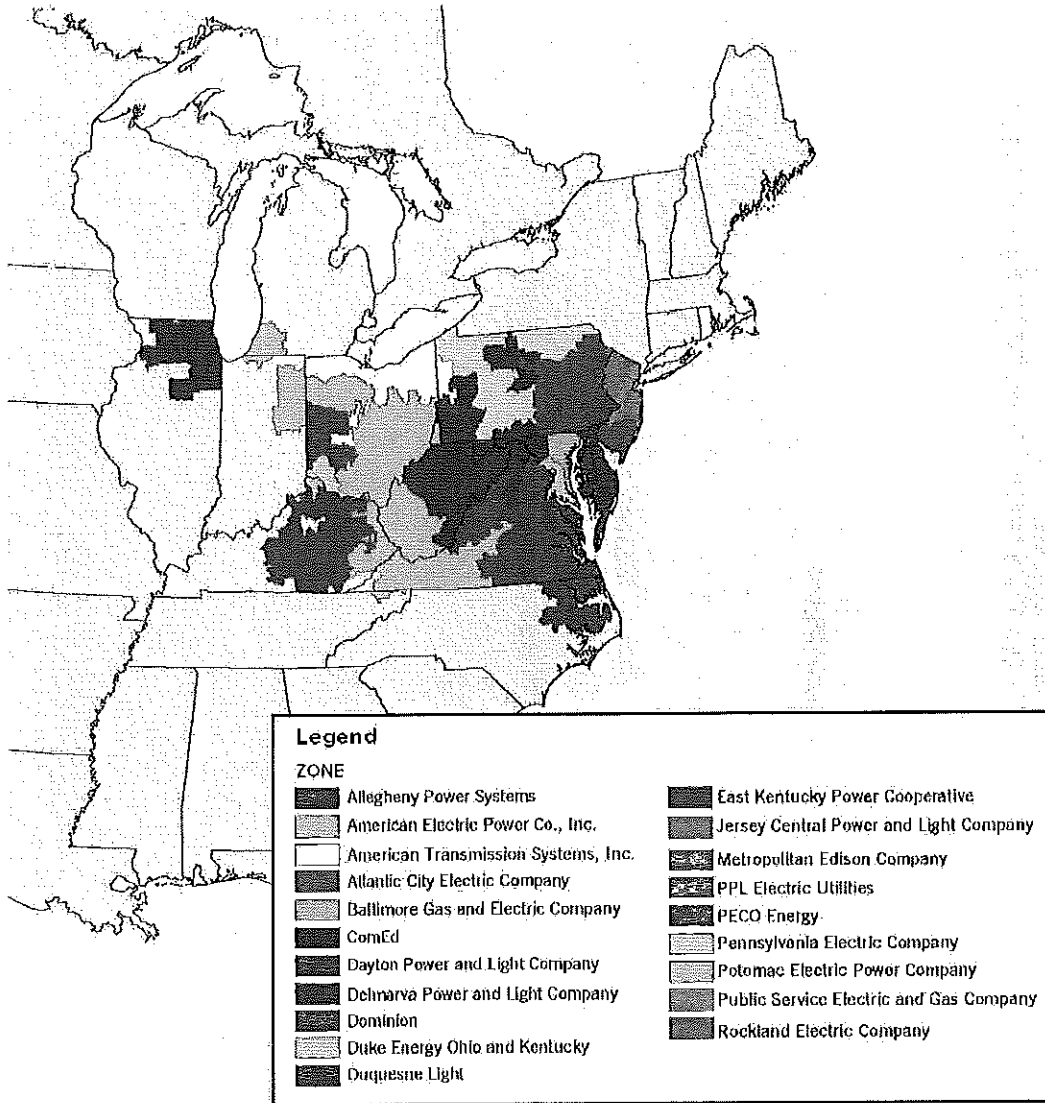 Legend
ZONE
Allegheny Power Systems
American Electric Power Co., Inc.
American Transmission Systems, Inc.
Atlantic City Electric Company
Baltimore Gas and Electric Company
ComEd
Dayton Power and Light Company
Delmarva Power and Light Company
Dominion
Duke Energy Ohio and Kentucky
Duquesne Light
East Kentucky Power Cooperative
Jersey Central Power and Light Company
Metropolitan Edison Company
PPL Electric Utilities
PECO Energy
Pennsylvania Electric Company
Potomac Electric Power Company
Public Service Electric and Gas Company
Rockland Electric Company